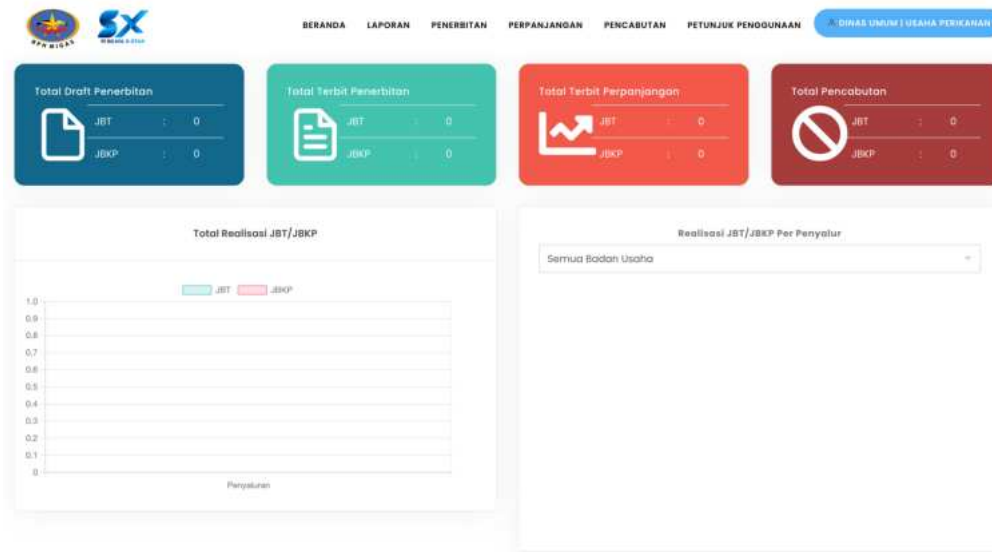 BPH MIGAS
SX
BERANDA LAPORAN PENERBITAN PERPANJANGAN PENCABUTAN PETUNJUK PENGGUNAAN DINAS UMUM | USAHA PERIKANAN
Total Draft Penerbitan
JBT : 0
JBKP : 0
Total Terbit Penerbitan
JBT : 0
JBKP : 0
Total Terbit Perpanjangan
JBT : 0
JBKP : 0
Total Pencabutan
JBT : 0
JBKP : 0
Total Realisasi JBT/JBKP
JBT JBKP
1.0
0.9
0.8
0.7
0.6
0.5
0.4
0.3
0.2
0.1
0
Penyaluran
Realisasi JBT/JBKP Per Penyalur
Semua Badan Usaha